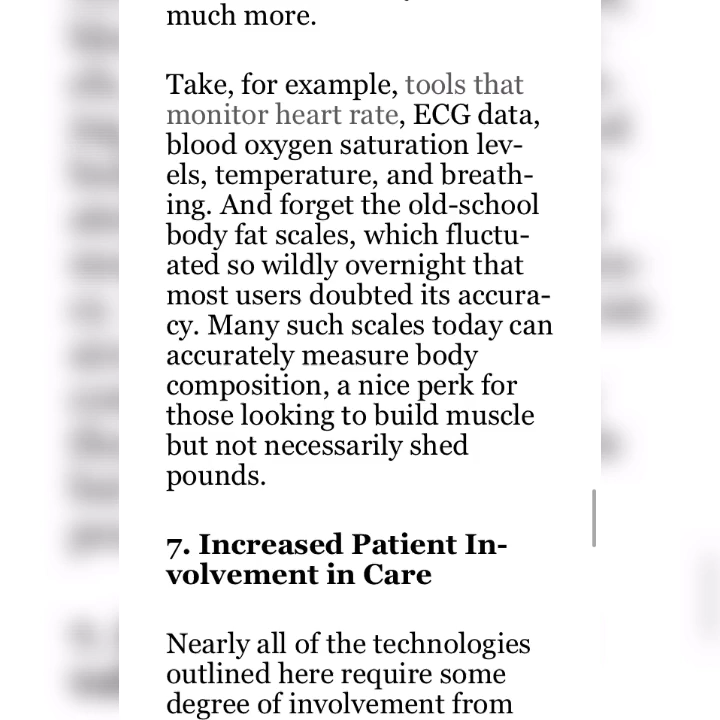 much more.
Take, for example, tools that
monitor heart rate, ECG data,
blood oxygen saturation lev-
els, temperature, and breath-
ing. And forget the old-school
body fat scales, which fluctu-
ated so wildly overnight that
most users doubted its accura-
cy. Many such scales today can
accurately measure body
composition, a nice perk for
those looking to build muscle
but not necessarily shed
pounds.
7. Increased Patient In-
volvement in Care
Nearly all of the technologies
outlined here require some
degree of involvement from